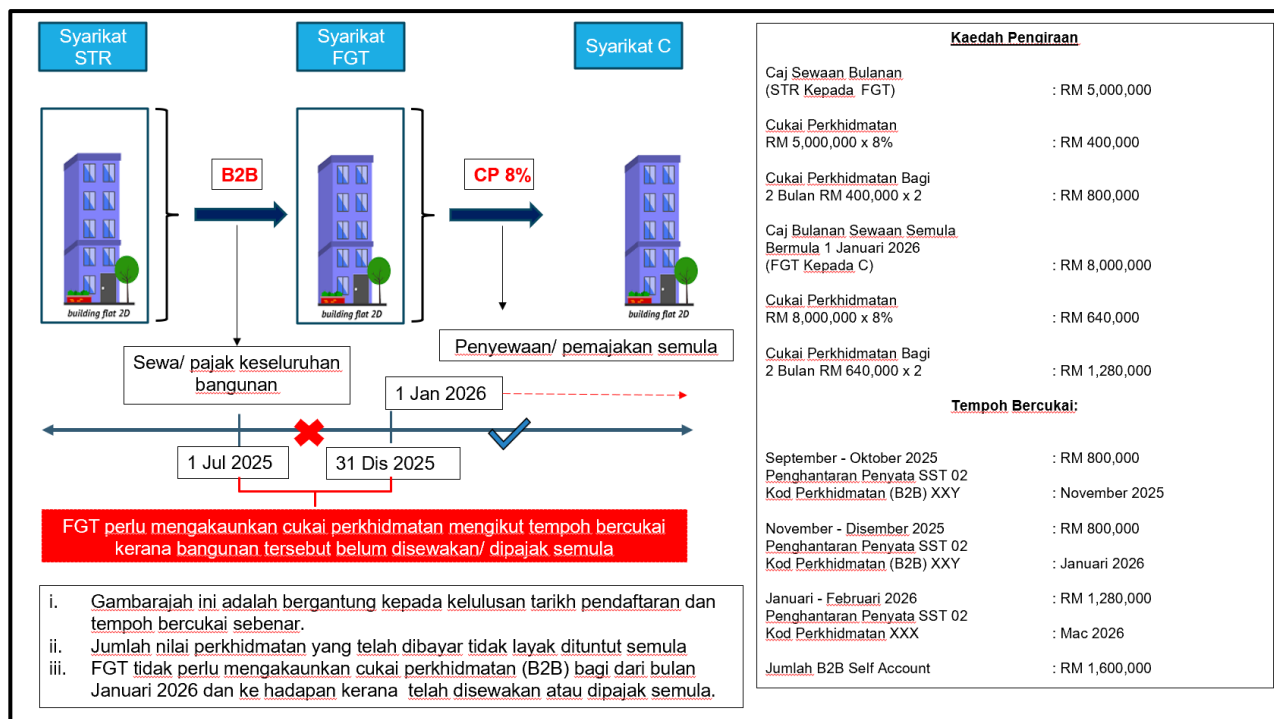 Syarikat
STR
Syarikat
FGT
Syarikat C
B2B
CP 8%
building flat 2D
building flat 2D
building flat 2D
Sewa/ pajak keseluruhan
bangunan
Penyewaan/ pemajakan semula
1 Jan 2026
1 Jul 2025
31 Dis 2025
FGT perlu mengakaunkan cukai perkhidmatan mengikut tempoh bercukai
kerana bangunan tersebut belum disewakan/ dipajak semula
i. Gambarajah ini adalah bergantung kepada kelulusan tarikh pendaftaran dan
tempoh bercukai sebenar.
ii. Jumlah nilai perkhidmatan yang telah dibayar tidak layak dituntut semula
iii. FGT tidak perlu mengakaunkan cukai perkhidmatan (B2B) bagi dari bulan
Januari 2026 dan ke hadapan kerana telah disewakan atau dipajak semula.
Kaedah Pengiraan
Caj Sewaan Bulanan
(STR Kepada FGT) : RM 5,000,000
Cukai Perkhidmatan
RM 5,000,000 x 8% : RM 400,000
Cukai Perkhidmatan Bagi
2 Bulan RM 400,000 x 2 : RM 800,000
Caj Bulanan Sewaan Semula
Bermula 1 Januari 2026
(FGT Kepada C) : RM 8,000,000
Cukai Perkhidmatan
RM 8,000,000 x 8% : RM 640,000
Cukai Perkhidmatan Bagi
2 Bulan RM 640,000 x 2 : RM 1,280,000
Tempoh Bercukai:
September - Oktober 2025 : RM 800,000
Penghantaran Penyata SST 02
Kod Perkhidmatan (B2B) XXY : November 2025
November - Disember 2025 : RM 800,000
Penghantaran Penyata SST 02
Kod Perkhidmatan (B2B) XXY : Januari 2026
Januari - Februari 2026 : RM 1,280,000
Penghantaran Penyata SST 02
Kod Perkhidmatan XXX : Mac 2026
Jumlah B2B Self Account : RM 1,600,000